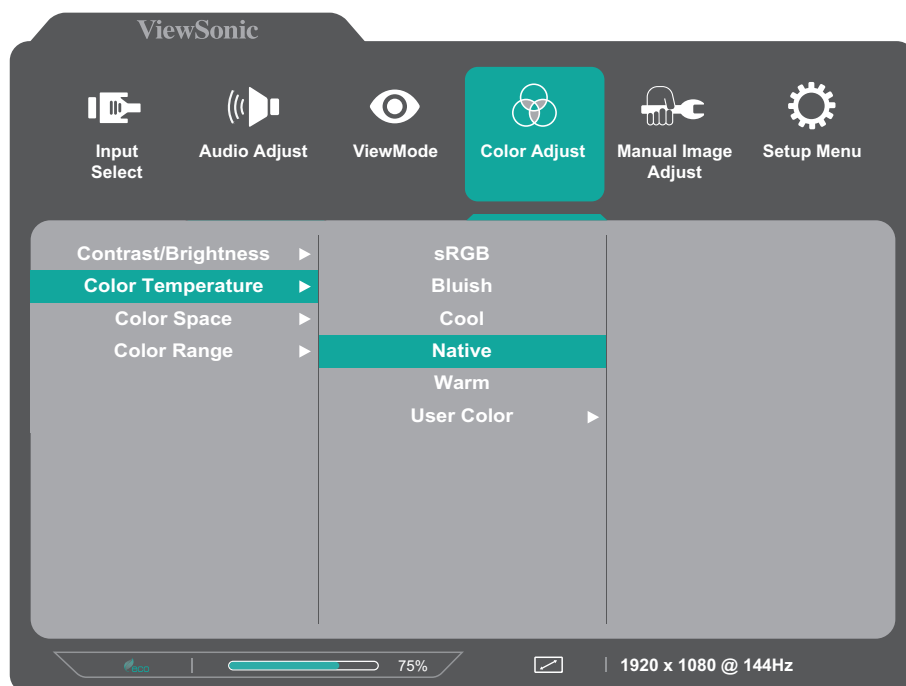 ViewSonic
Input
Select
Audio Adjust
ViewMode
Color Adjust
Manual Image
Adjust
Setup Menu
Contrast/Brightness
Color Temperature
Color Space
Color Range
sRGB
Bluish
Cool
Native
Warm
User Color
eco
75%
1920 x 1080 @ 144Hz